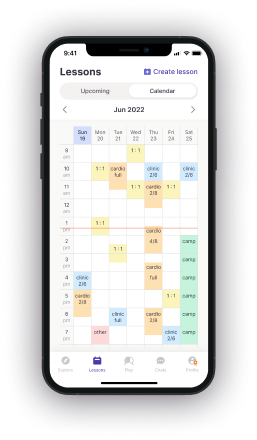 9:41
Lessons
Create lesson
Upcoming
Calendar
Jun 2022
Sun Mon Tue Wed Thu Fri Sat
19 20 21 22 23 24 25
9 am
1 : 1
10 am
1 : 1
cardio full
clinic 2/6
clinic 2/6
11 am
1 : 1
cardio 2/8
1 : 1
12 am
1 pm
1 : 1
cardio 4/8
2 pm
1 : 1
camp
3 pm
cardio full
camp
4 pm
clinic 2/6
camp
5 pm
cardio 2/8
1 : 1
camp
6 pm
clinic full
cardio 2/8
camp
7 pm
other
clinic 2/6
camp
Explore
Lessons
Play
Chats
Profile